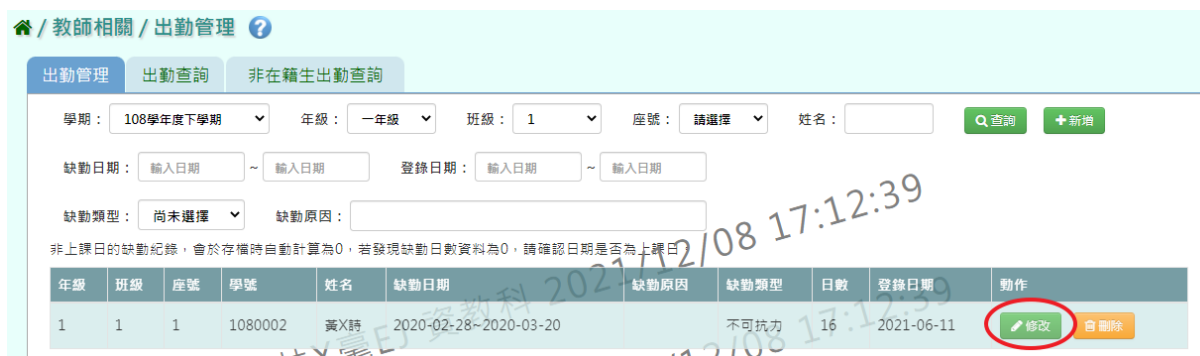 / 教師相關 / 出勤管理 ?
出勤管理 出勤查詢 非在籍生出勤查詢
學期： 108學年度下學期 年級： 一年級 班級： 1 座號： 請選擇 姓名： 查詢 +新增
缺勤日期： 輸入日期 ~ 輸入日期 登錄日期： 輸入日期 ~ 輸入日期
缺勤類型： 尚未選擇 缺勤原因：
非上課日的缺勤紀錄，會於存檔時自動計算為0，若發現缺勤日數資料為0，請確認日期是否為上課日。
年級 班級 座號 學號 姓名 缺勤日期 缺勤原因 缺勤類型 日數 登錄日期 動作
1 1 1 1080002 黃X詩 2020-02-28~2020-03-20 不可抗力 16 2021-06-11 修改 刪除
EJ 資教科 2021/12/08 17:12:39
12/08 17:12:39